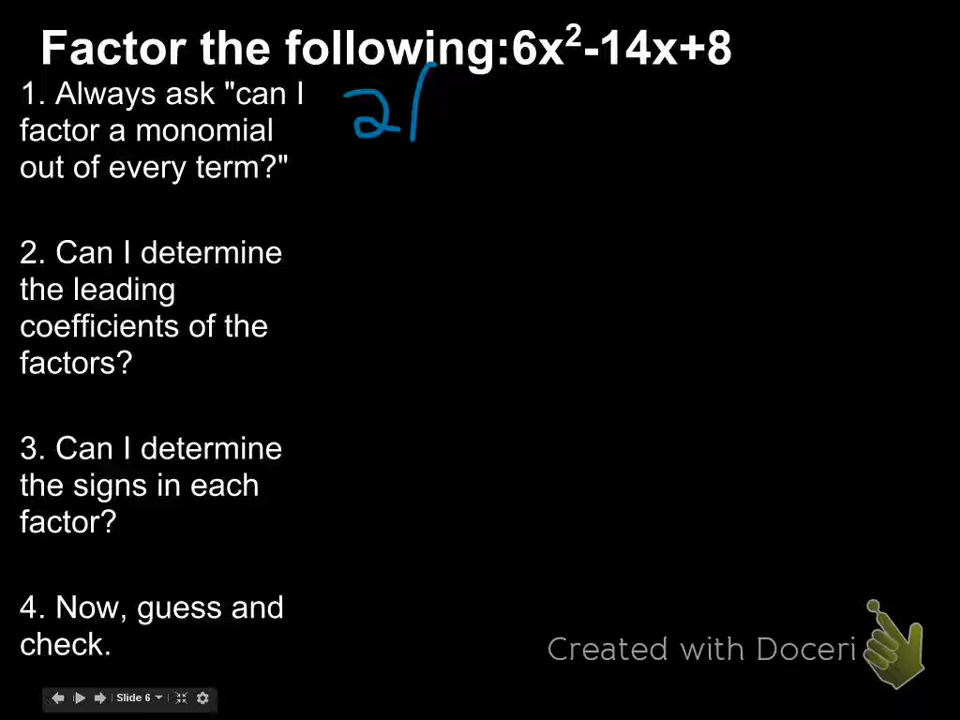 Factor the following:6x²-14x+8
1. Always ask "can I
factor a monomial
out of every term?"
2(
2. Can I determine
the leading
coefficients of the
factors?
3. Can I determine
the signs in each
factor?
4. Now, guess and
check.
Created with Doceri
Slide 6